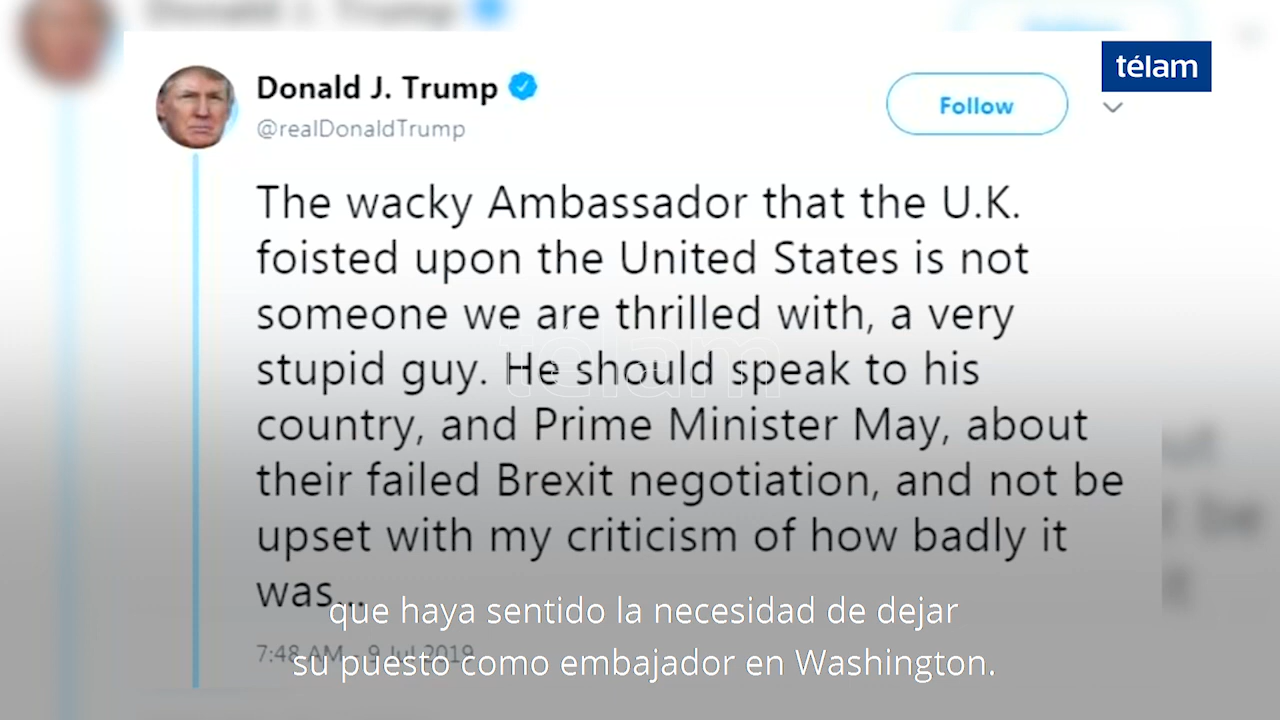 Donald J. Trump
télam
@realDonaldTrump
Follow
The wacky Ambassador that the U.K.
foisted upon the United States is not
someone we are thrilled with, a very
stupid guy. He should speak to his
country, and Prime Minister May, about
their failed Brexit negotiation, and not be
upset with my criticism of how badly it
was...
télam
que haya sentido la necesidad de dejar
7:48 AM - 9 Jul 2019
su puesto como embajador en Washington.